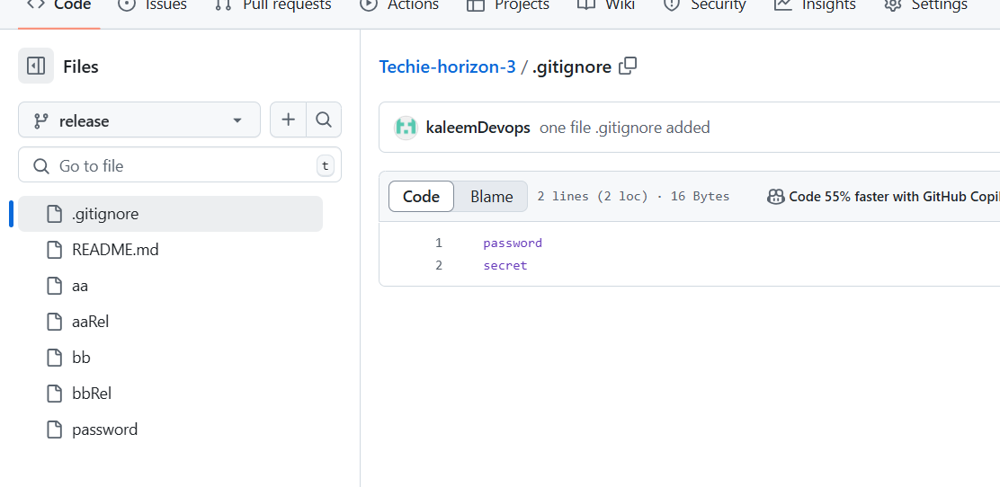 Code Issues Pull requests Actions Projects Wiki Security Insights Settings
Files
release
Go to file t
.gitignore
README.md
aa
aaRel
bb
bbRel
password
Techie-horizon-3 / .gitignore
kaleemDevops one file .gitignore added
Code Blame 2 lines (2 loc) · 16 Bytes Code 55% faster with GitHub Copi
1 password
2 secret